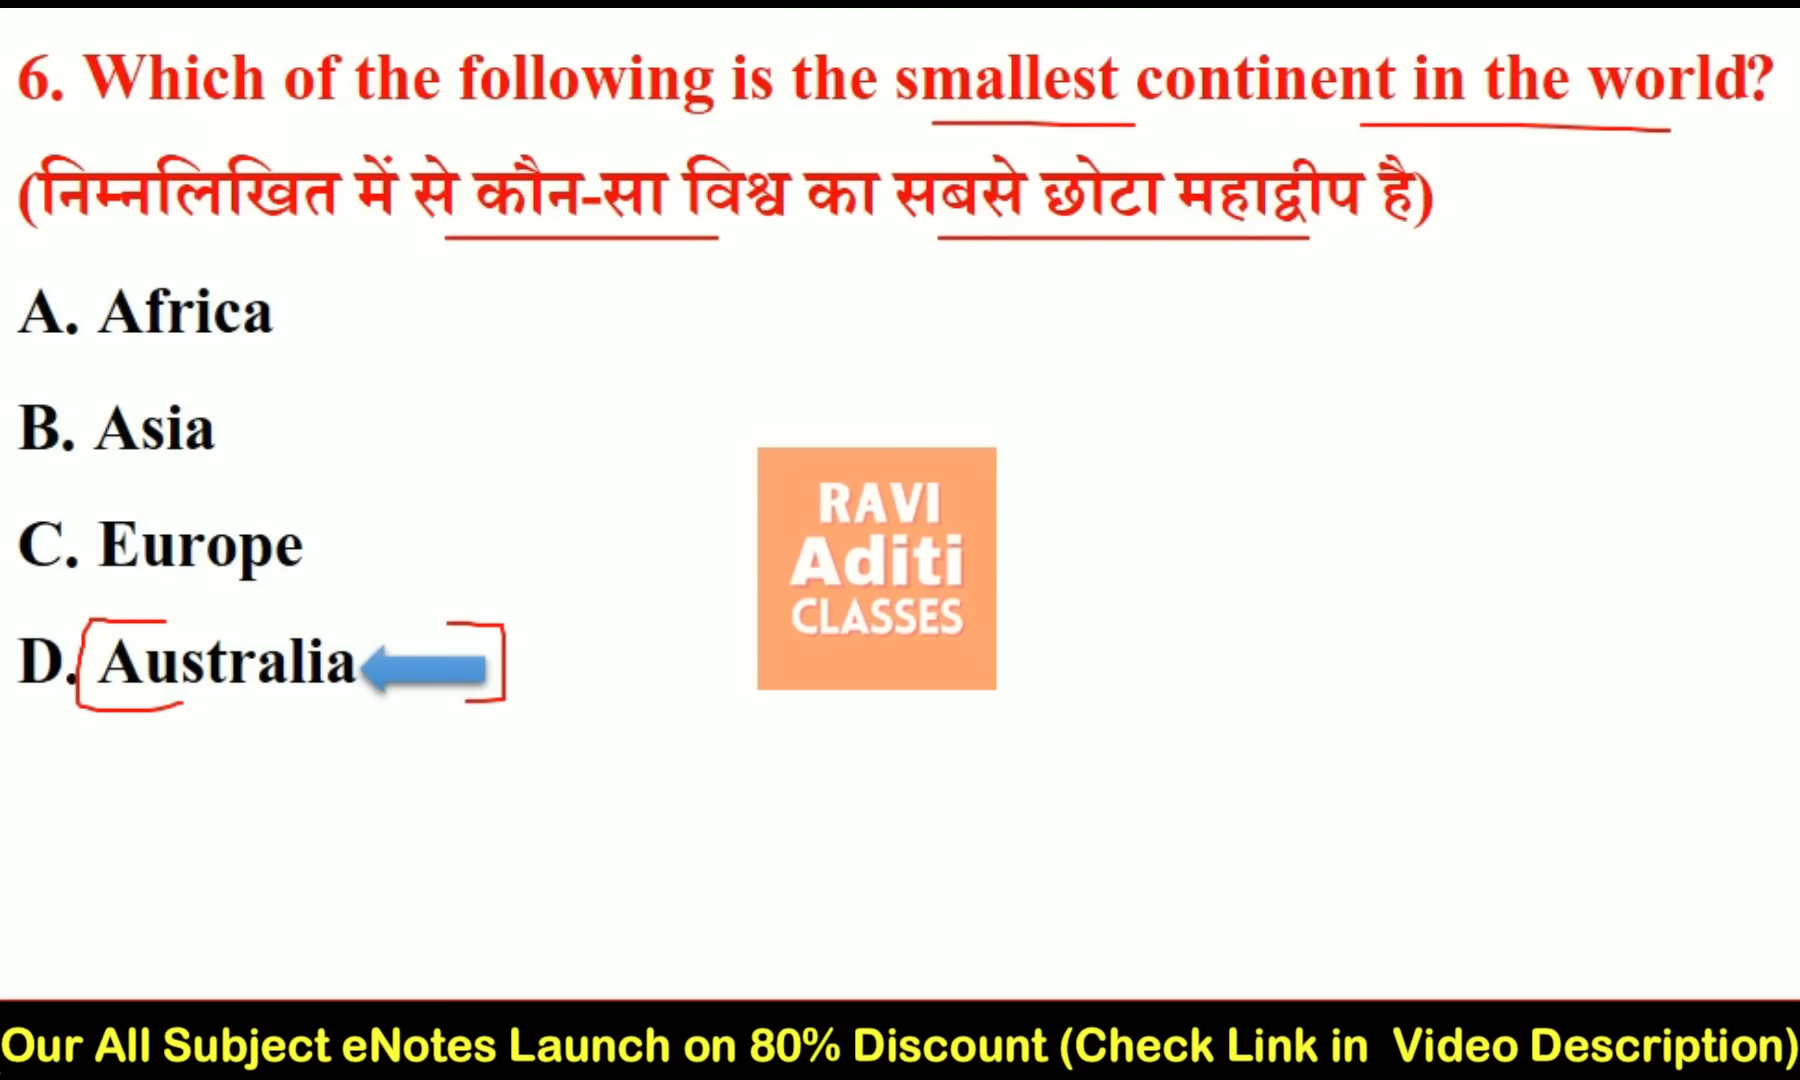 6. Which of the following is the smallest continent in the world?
(निम्नलिखित में से कौन-सा विश्व का सबसे छोटा महाद्वीप है)
A. Africa
B. Asia
C. Europe
D. Australia
RAVI
Aditi
CLASSES
Our All Subject eNotes Launch on 80% Discount (Check Link in Video Description)